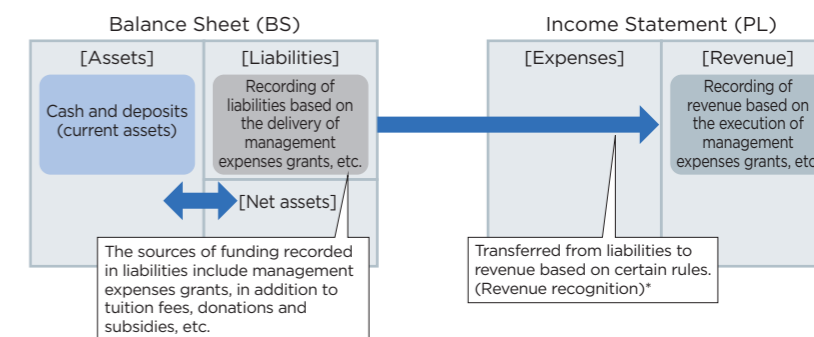 Balance Sheet (BS)
[Assets]
[Liabilities]
Cash and deposits
(current assets)
Recording of
liabilities based on
the delivery of
management
expenses grants, etc.
[Net assets]
The sources of funding recorded
in liabilities include management
expenses grants, in addition to
tuition fees, donations and
subsidies, etc.
Income Statement (PL)
[Expenses]
[Revenue]
Recording of
revenue based on
the execution of
management
expenses grants, etc
Transferred from liabilities to
revenue based on certain rules.
(Revenue recognition)*